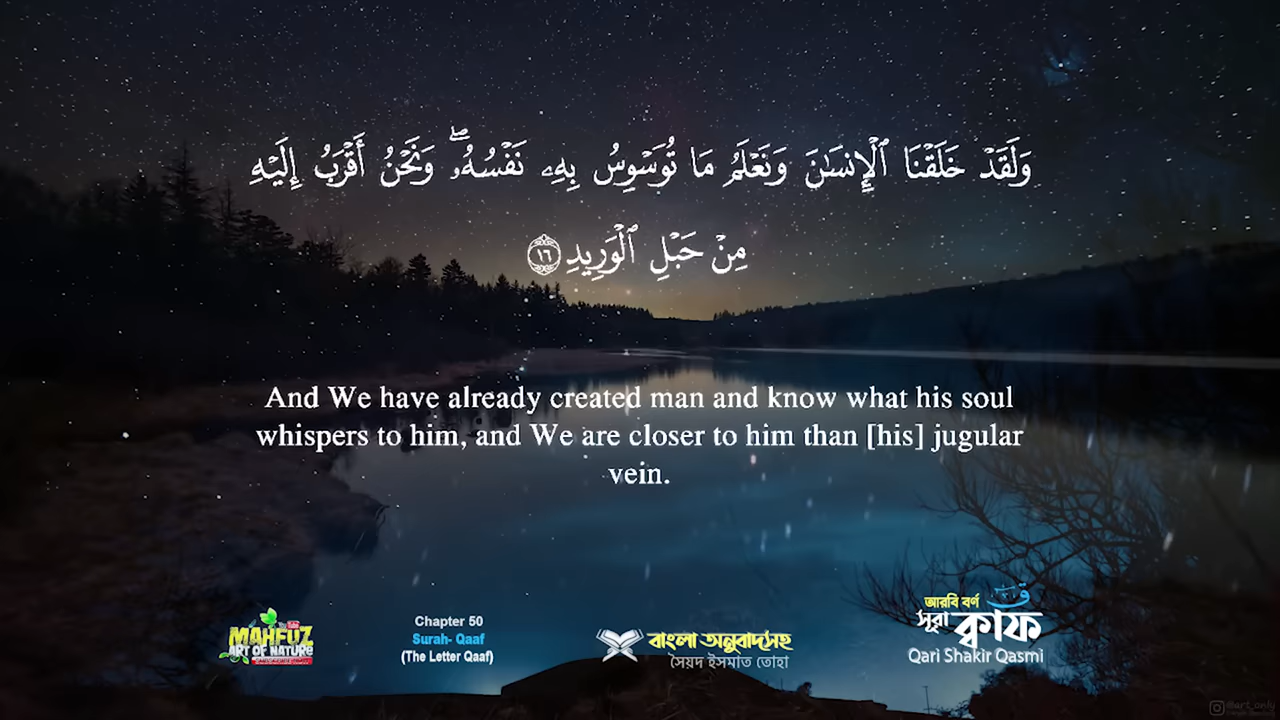 وَلَقَدْ خَلَقْنَا ٱلْإِنسَـٰنَ وَنَعْلَمُ مَا تُوَسْوِسُ بِهِۦ نَفْسُهُۥ ۖ وَنَحْنُ أَقْرَبُ إِلَيْهِ
مِنْ حَبْلِ ٱلْوَرِيدِ ١٦
And We have already created man and know what his soul
whispers to him, and We are closer to him than [his] jugular
vein.
MAHFUZ
ART OF NATURE
Chapter 50
Surah- Qaaf
(The Letter Qaaf)
বাংলা অনুবাদসহ
সৈয়দ ইসমাত তোহা
আরবি বর্ণ ق
সূরা ক্বাফ
Qari Shakir Qasmi